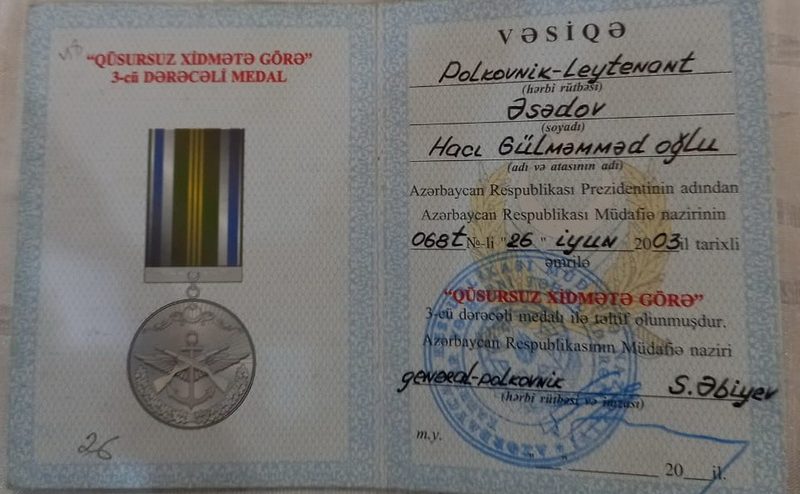 "QÜSURSUZ XİDMƏTƏ GÖRƏ"
3-cü DƏRƏCƏLİ MEDAL
26
VƏSİQƏ
Polkovnik-Leytenant
(hərbi rütbəsi)
Əsədov
(soyadı)
Hacı Gülməmməd oğlu
(adı və atasının adı)
Azərbaycan Respublikası Prezidentinin adından
Azərbaycan Respublikası Müdafiə nazirinin
068t №-li "26" iyun 2003 il tarixli
əmrilə
"QÜSURSUZ XİDMƏTƏ GÖRƏ"
3-cü dərəcəli medalı ilə təltif olunmuşdur.
Azərbaycan Respublikasının Müdafiə naziri
general-polkovnik S. Əbiyev
(hərbi rütbəsi və imzası)
m.y.
" " 20 il.